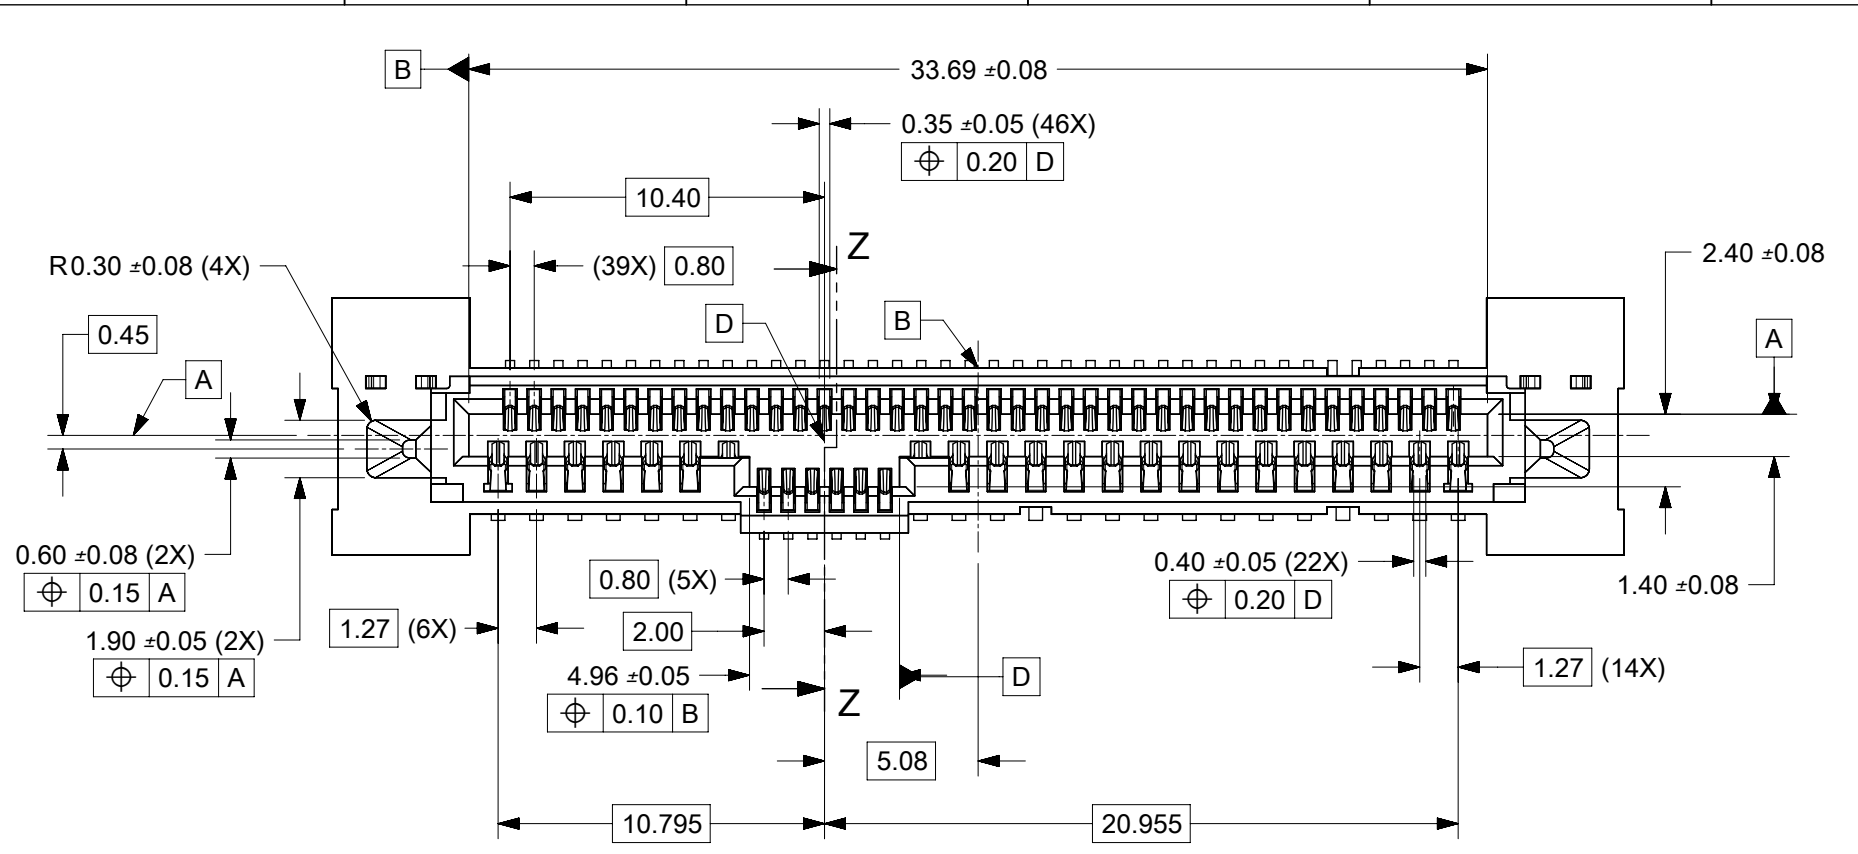 B
33.69 ±0.08
0.35 ±0.05 (46X)
0.20 D
10.40
Z
R0.30 ±0.08 (4X)
(39X) 0.80
2.40 ±0.08
D
B
0.45
A
A
0.60 ±0.08 (2X)
0.15 A
0.80 (5X)
0.40 ±0.05 (22X)
0.20 D
1.40 ±0.08
1.27 (6X)
2.00
1.90 ±0.05 (2X)
0.15 A
4.96 ±0.05
0.10 B
D
1.27 (14X)
Z
5.08
10.795
20.955